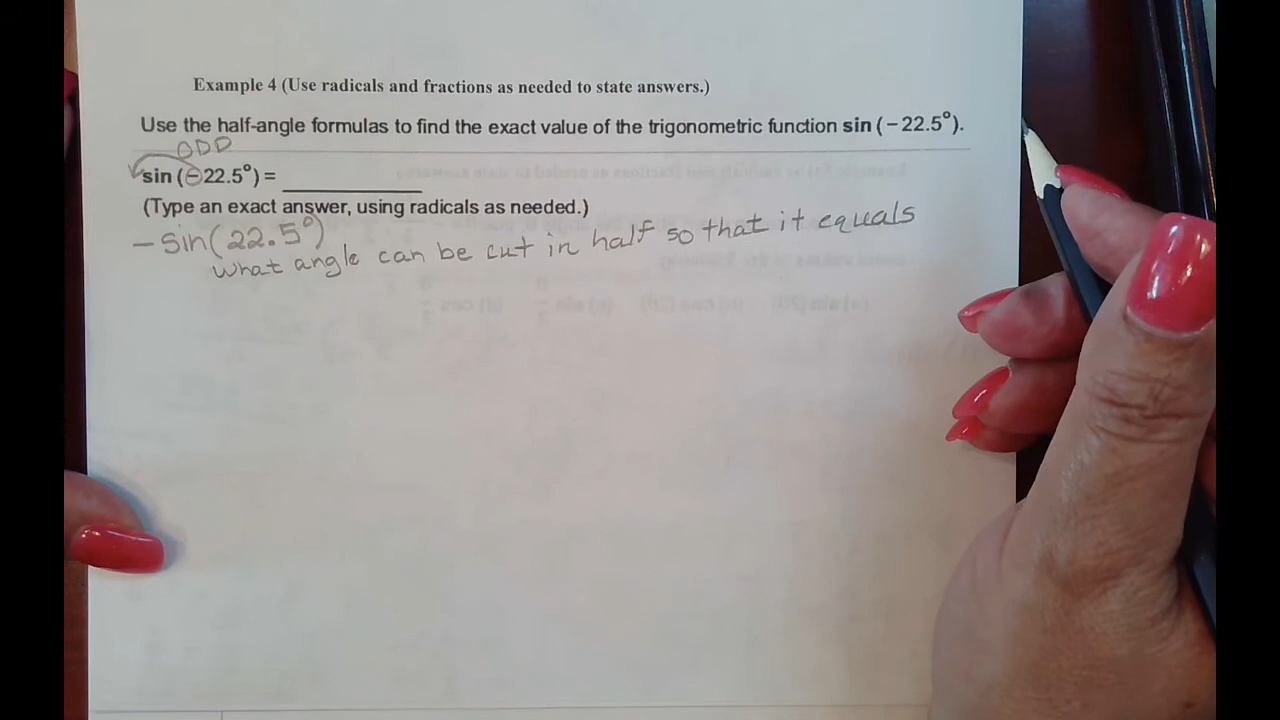 Example 4 (Use radicals and fractions as needed to state answers.)
Use the half-angle formulas to find the exact value of the trigonometric function sin (−22.5°).
ODD
sin (−22.5°) = ____________
(Type an exact answer, using radicals as needed.)
−sin(22.5°)
what angle can be cut in half so that it equals